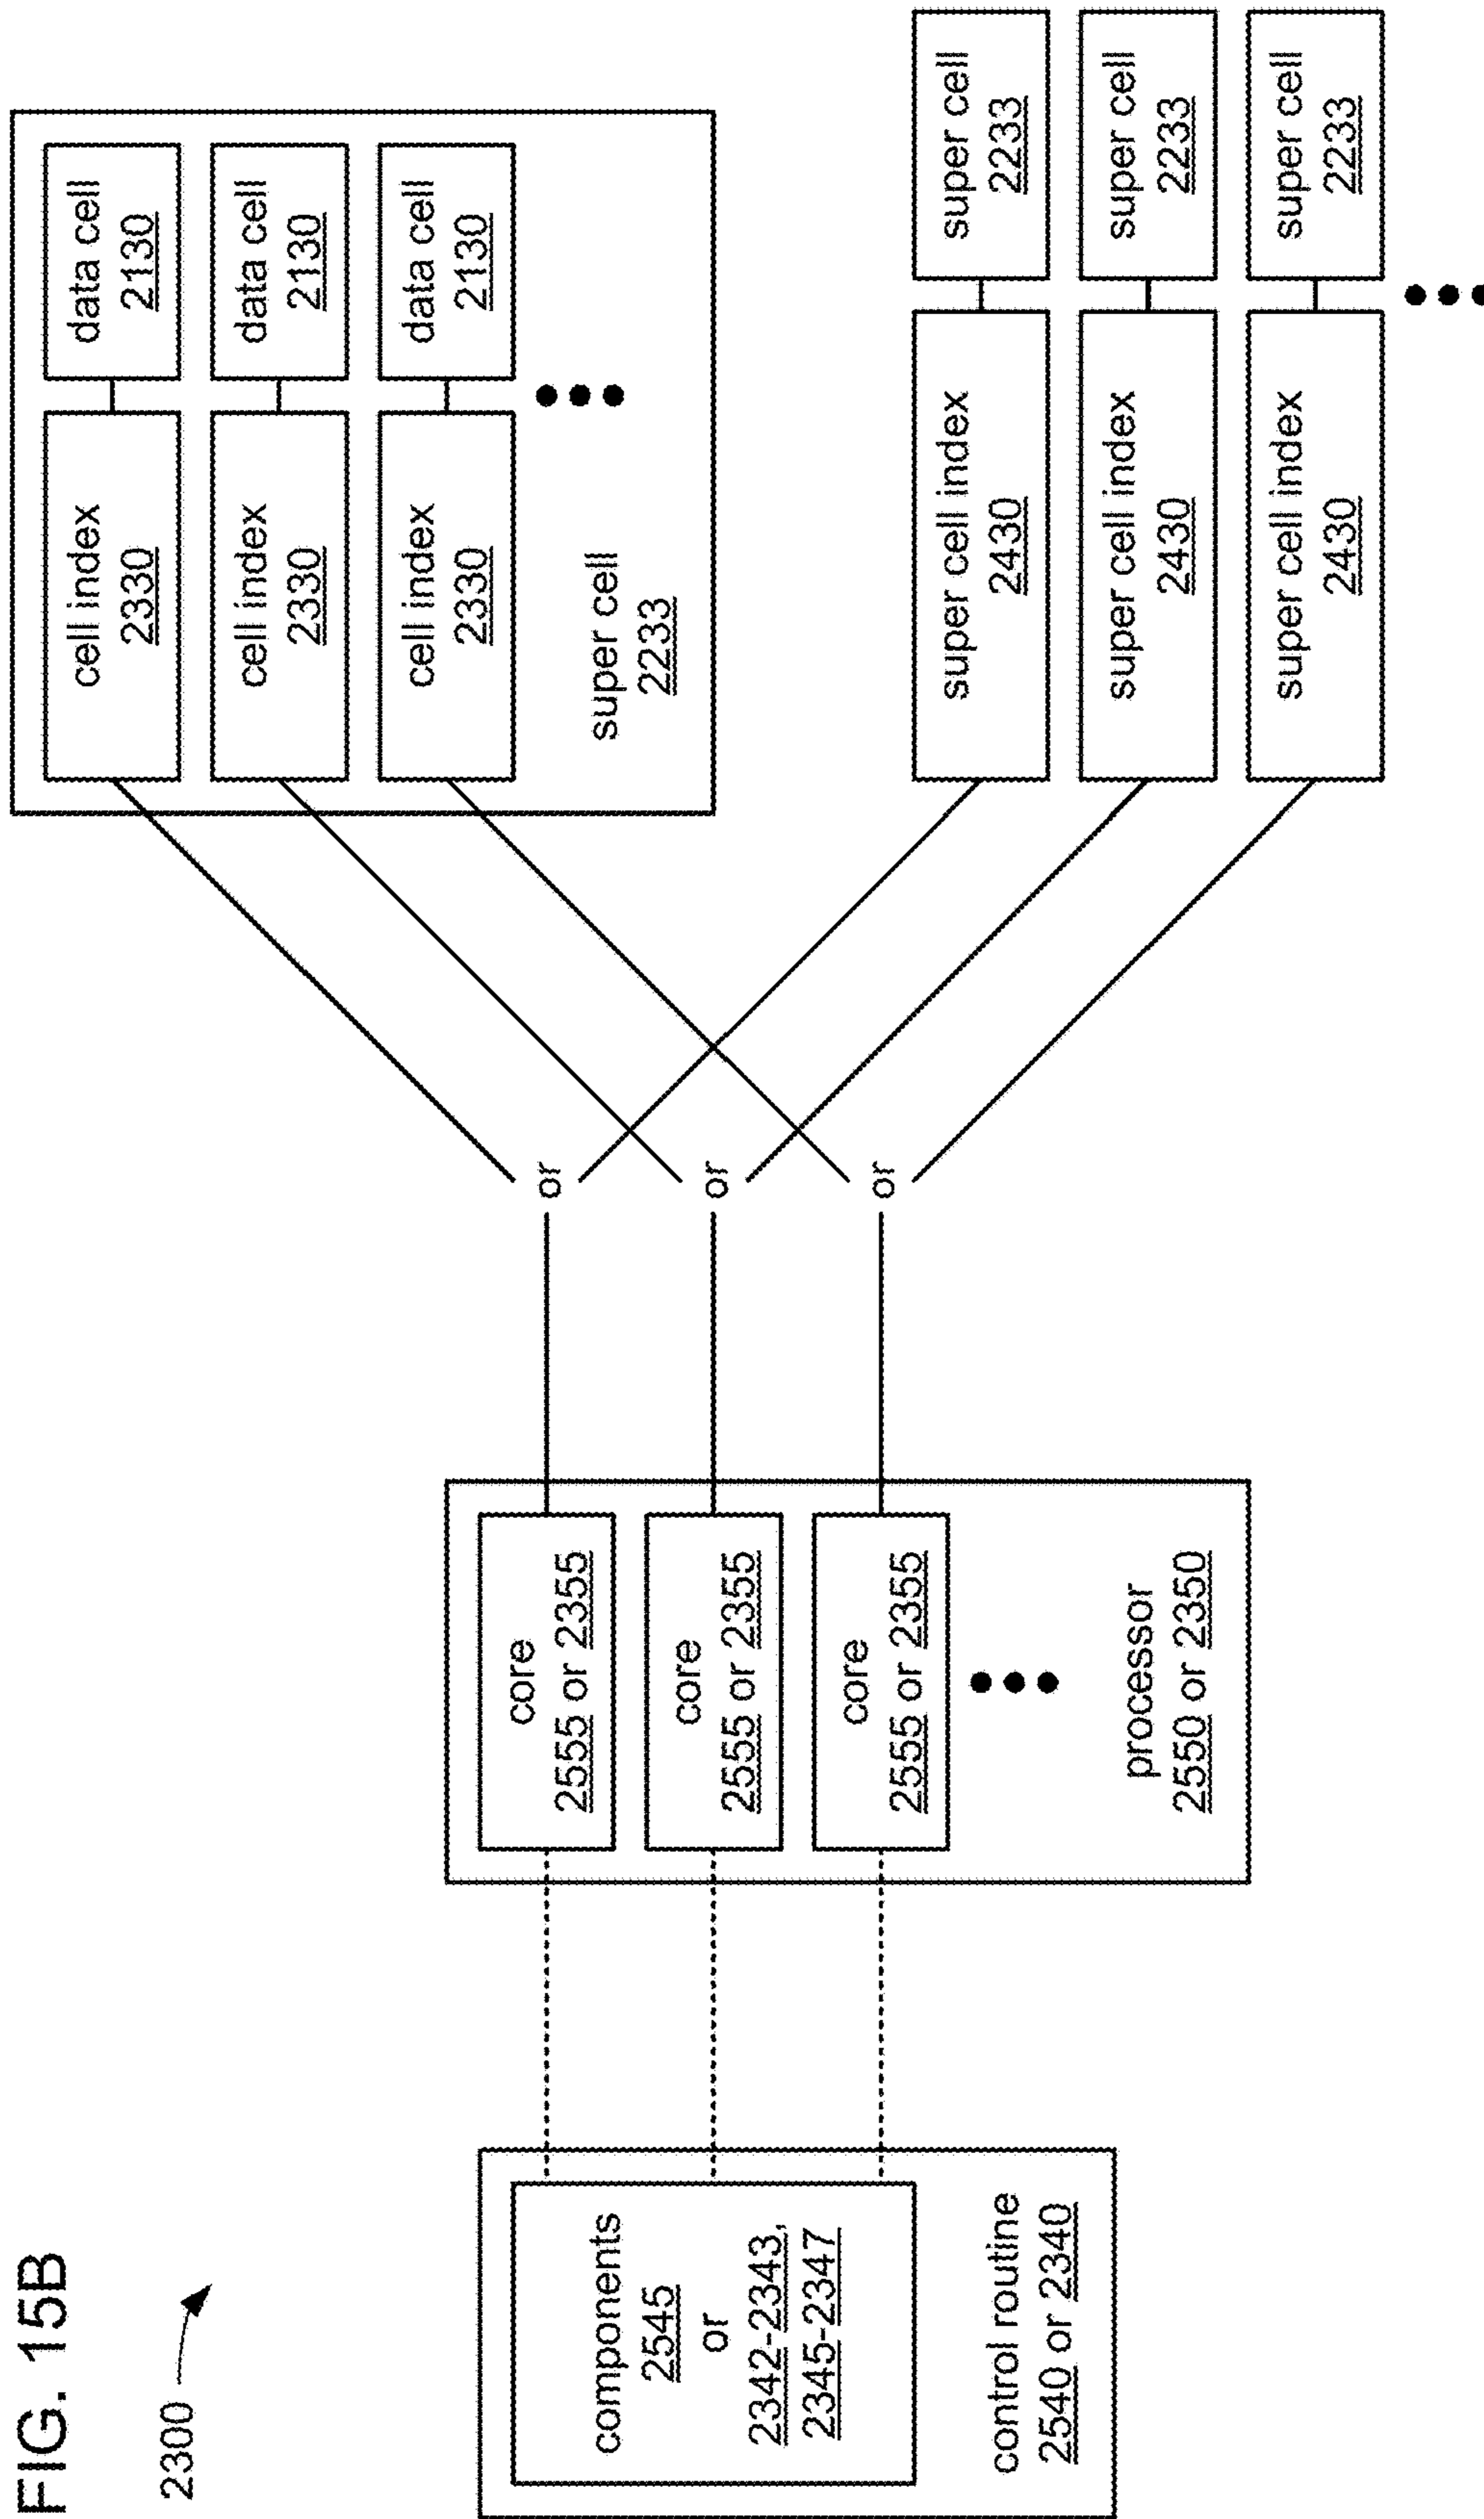 FIG. 15B
2300
components
2545
or
2342-2343,
2345-2347
control routine
2540 or 2340
core
2555 or 2355
core
2555 or 2355
core
2555 or 2355
processor
2550 or 2350
or
or
or
cell index
2330
data cell
2130
cell index
2330
data cell
2130
cell index
2330
data cell
2130
super cell
2233
super cell index
2430
super cell
2233
super cell index
2430
super cell
2233
super cell index
2430
super cell
2233